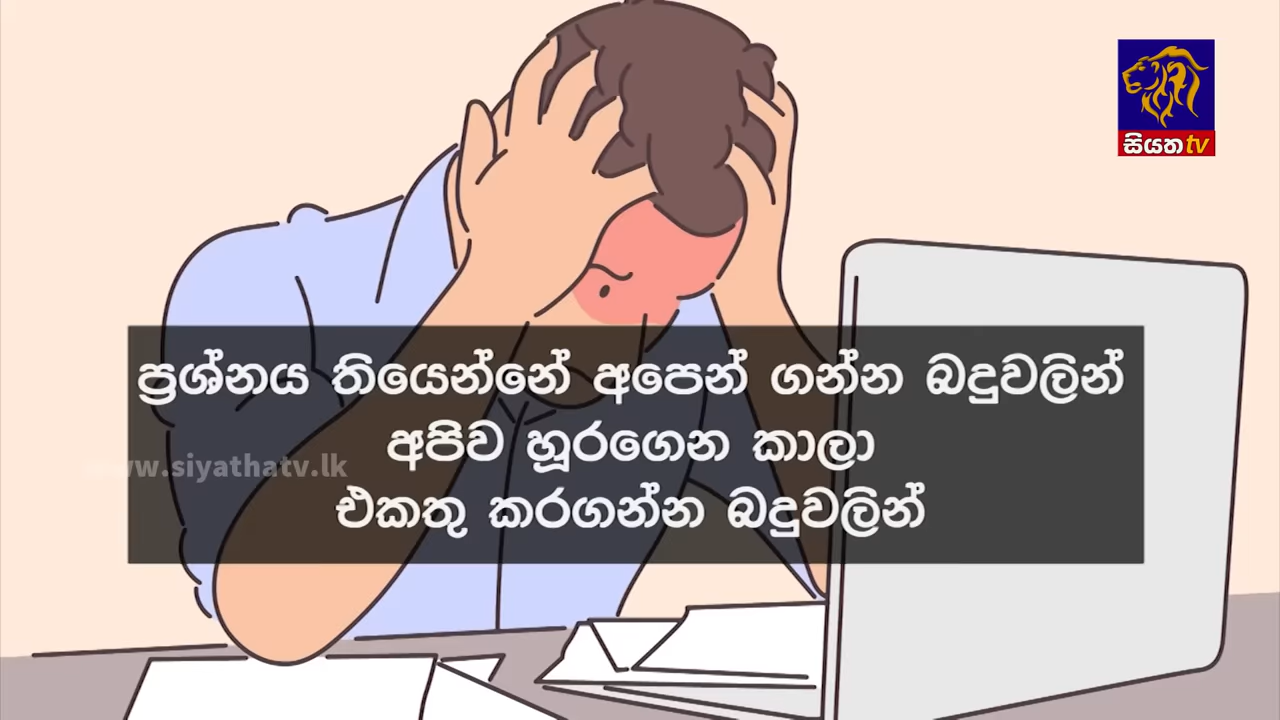 සියත tv
ප්‍රශ්නය තියෙන්නේ අපෙන් ගන්න බදුවලින්
අපිව හූරගෙන කාලා
www.siyathatv.lk
එකතු කරගන්න බදුවලින්